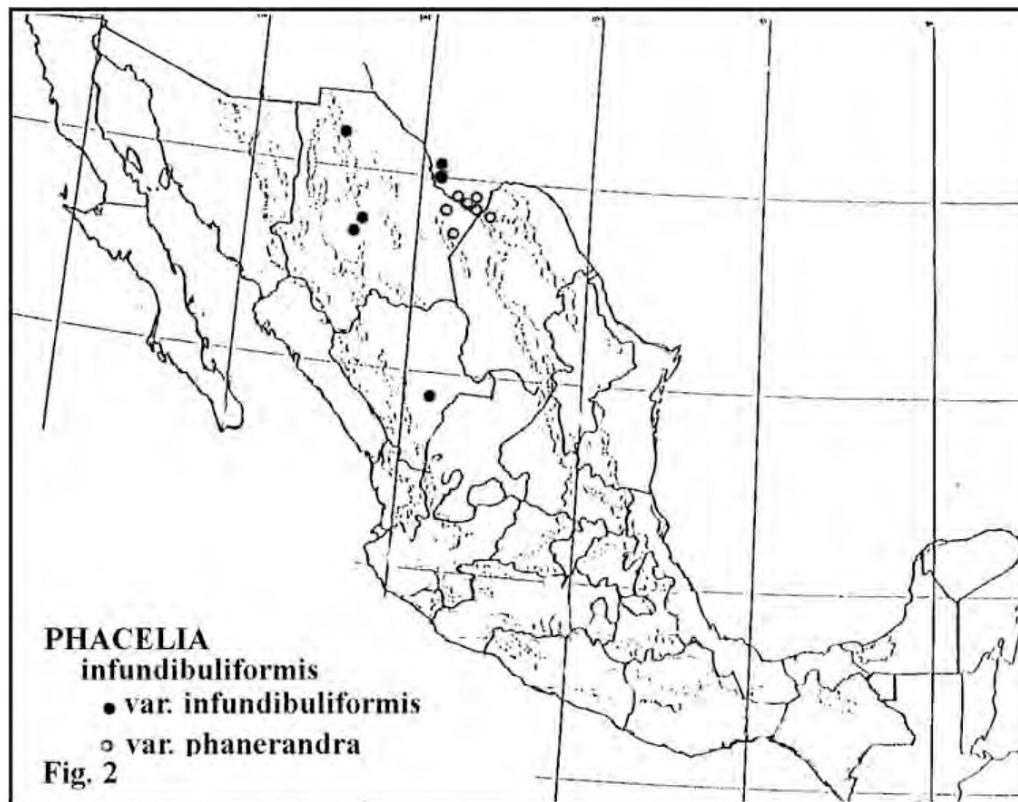 PHACELIA
infundibuliformis
● var. infundibuliformis
○ var. phanerandra
Fig. 2